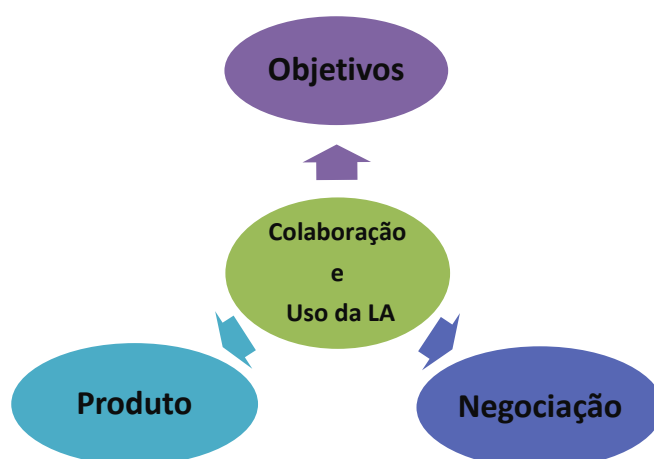 Objetivos
Colaboração
e
Uso da LA
Produto
Negociação